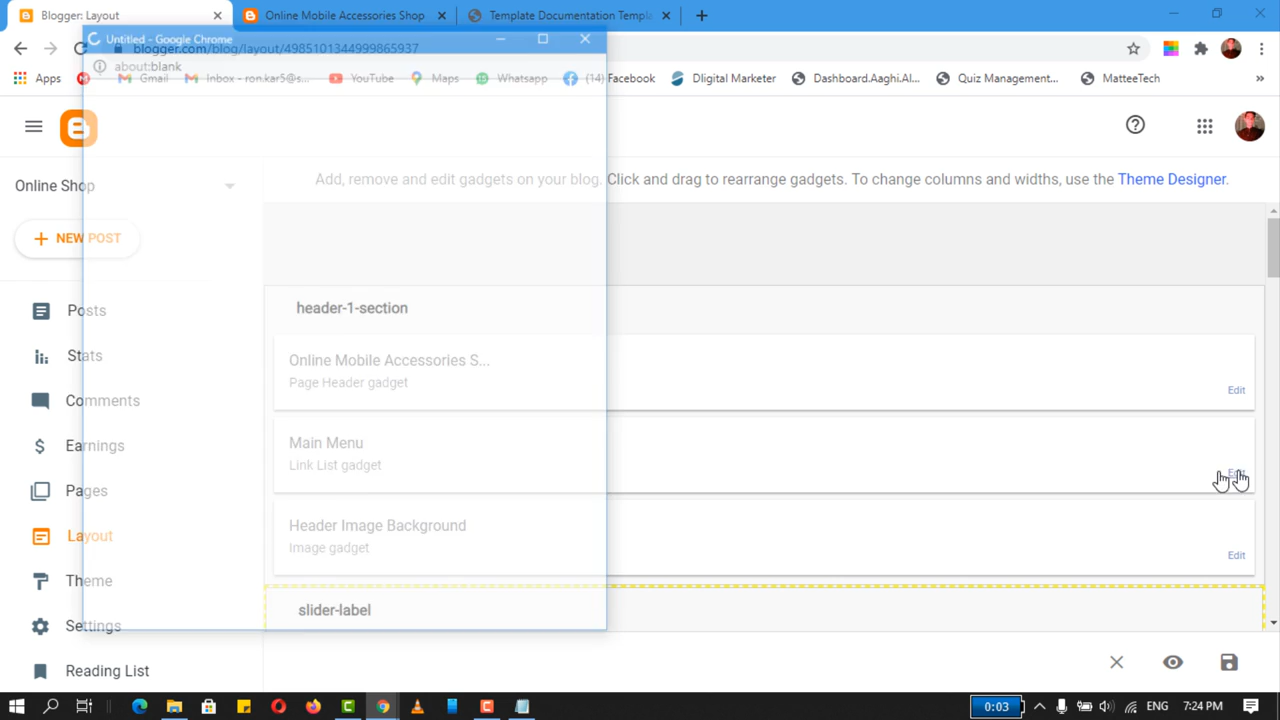 Blogger: Layout
Online Mobile Accessories Shop
Template Documentation Templ
Untitled - Google Chrome
blogger.com/blog/layout/4985101344999865937
about:blank
Apps
Gmail
Inbox - ron.kar5@s...
YouTube
Maps
Whatsapp
(14) Facebook
DIigital Marketer
Dashboard.Aaghi.Al...
Quiz Management...
MatteeTech
»
Online Shop
Add, remove and edit gadgets on your blog. Click and drag to rearrange gadgets. To change columns and widths, use the Theme Designer.
+ NEW POST
Posts
Stats
Comments
Earnings
Pages
Layout
Theme
Settings
Reading List
header-1-section
Online Mobile Accessories S...
Page Header gadget
Edit
Main Menu
Link List gadget
Header Image Background
Image gadget
Edit
slider-label
0:03
ENG
7:24 PM